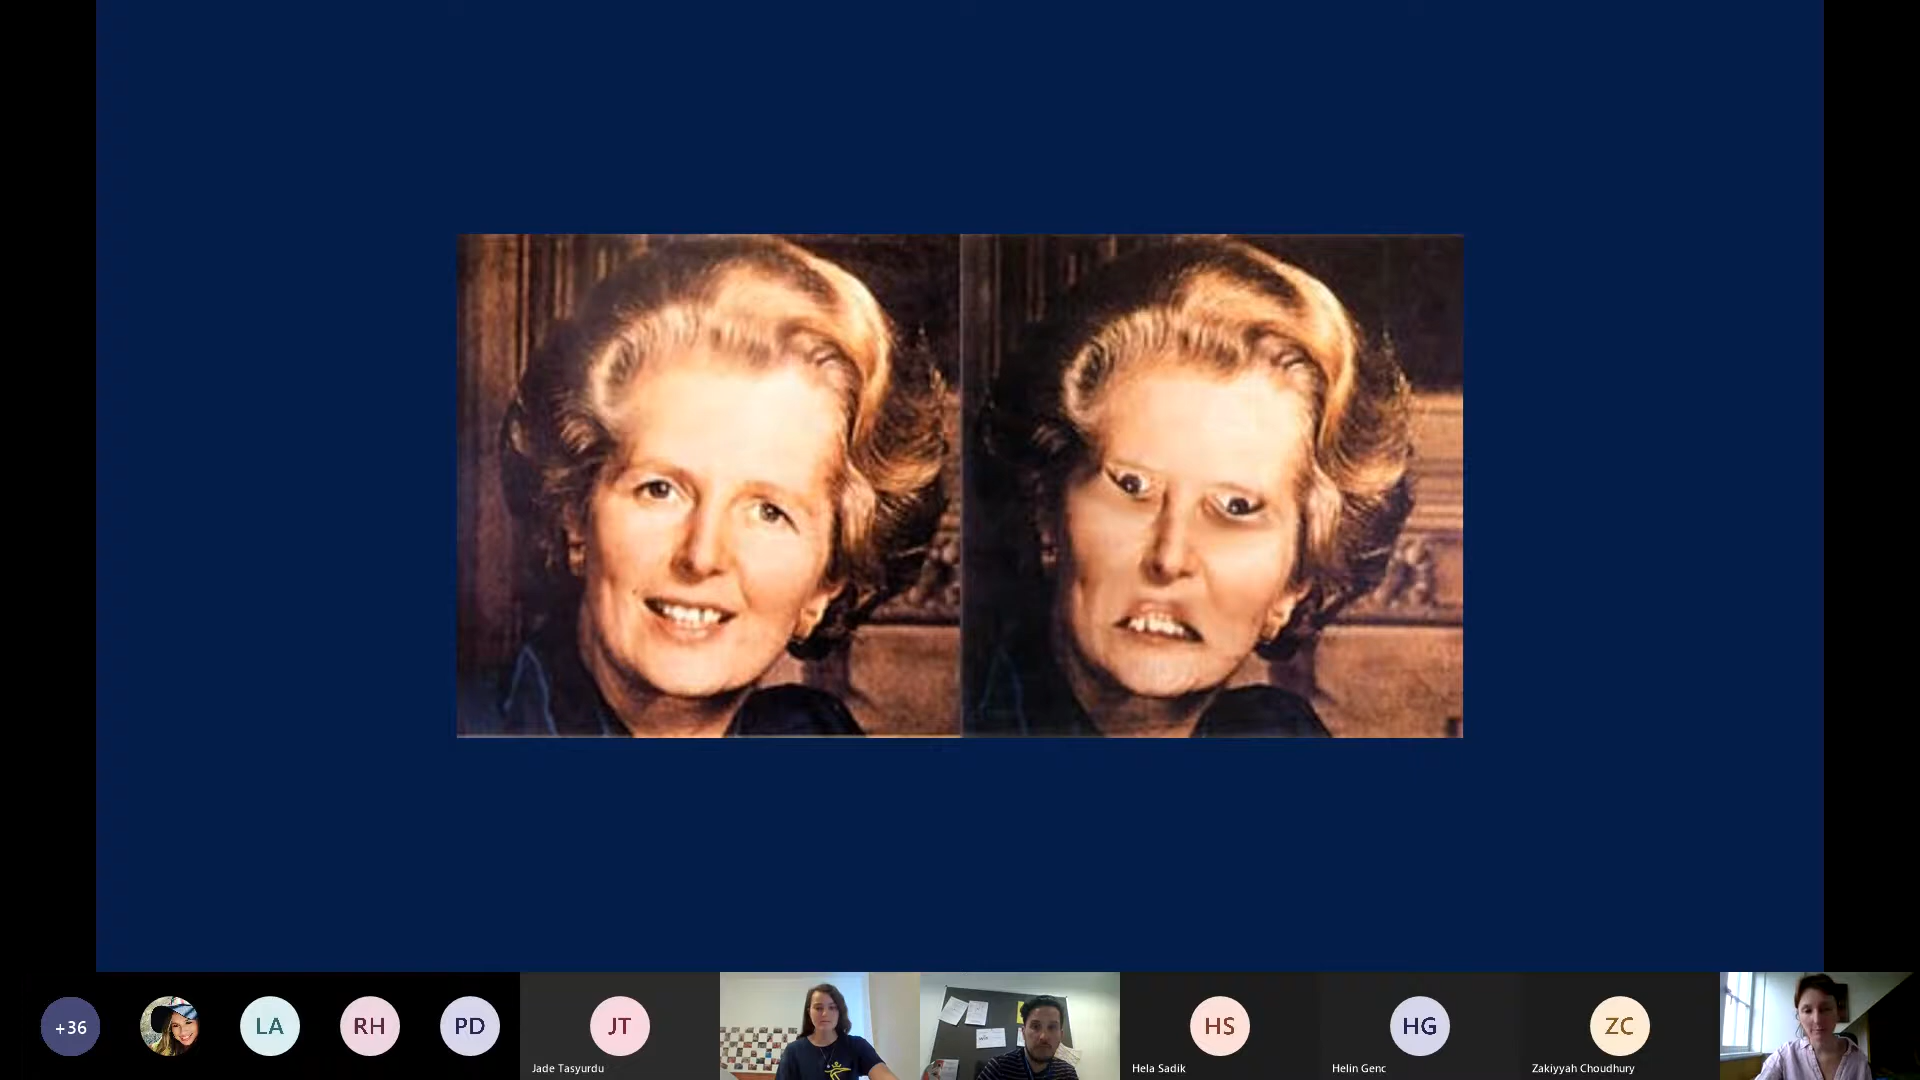 +36
LA
RH
PD
JT
Jade Tasyurdu
HS
Hela Sadik
HG
Helin Genc
ZC
Zakiyyah Choudhury